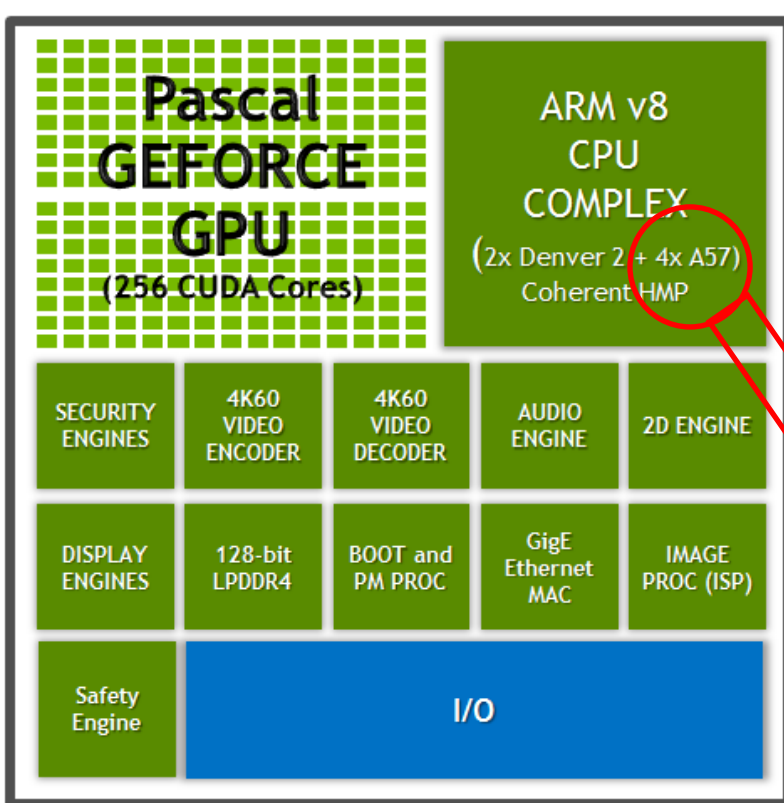 Pascal
GEFORCE
GPU
(256 CUDA Cores)
ARM v8
CPU
COMPLEX
(2x Denver 2 + 4x A57)
Coherent HMP
SECURITY
ENGINES
4K60
VIDEO
ENCODER
4K60
VIDEO
DECODER
AUDIO
ENGINE
2D ENGINE
DISPLAY
ENGINES
128-bit
LPDDR4
BOOT and
PM PROC
GigE
Ethernet
MAC
IMAGE
PROC (ISP)
Safety
Engine
I/O